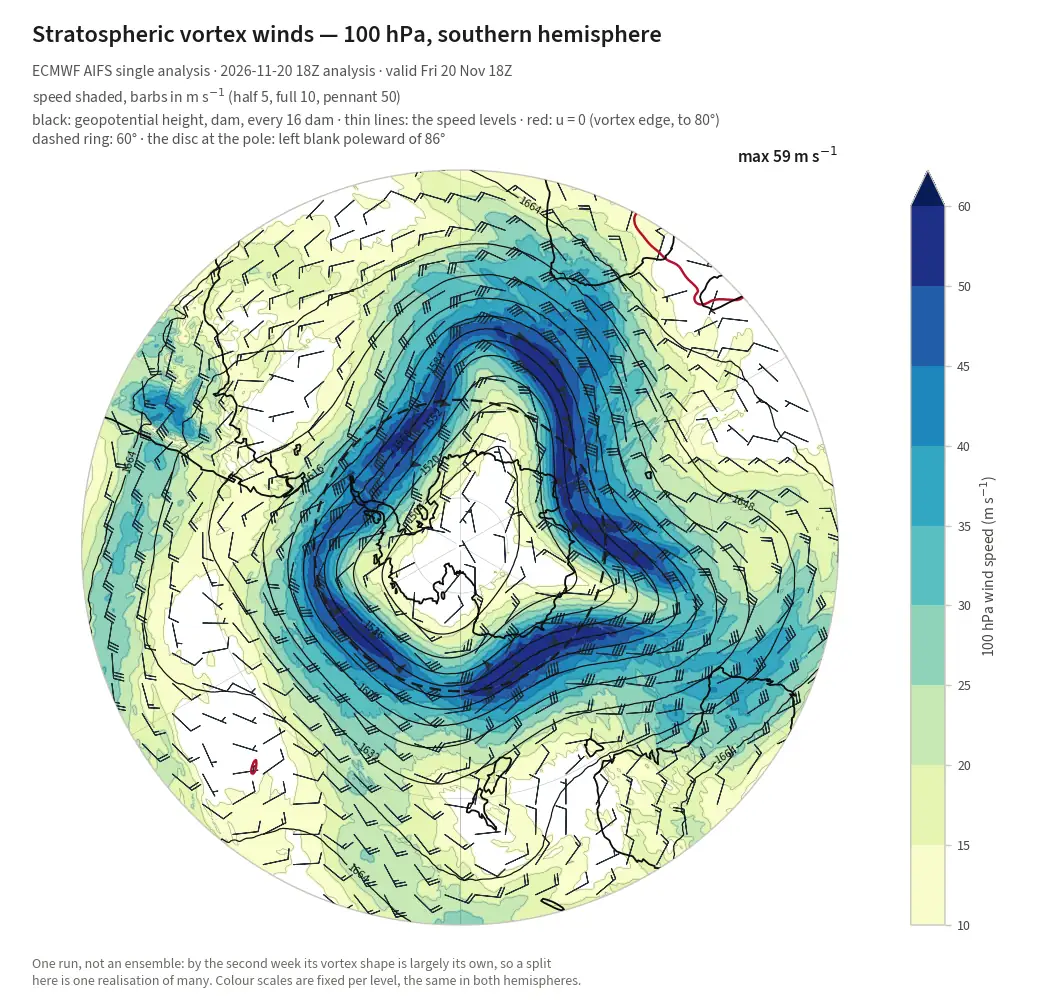 Stratospheric vortex winds — 100 hPa, southern hemisphere
ECMWF AIFS single analysis · 2026-11-20 18Z analysis · valid Fri 20 Nov 18Z
speed shaded, barbs in m s⁻¹ (half 5, full 10, pennant 50)
black: geopotential height, dam, every 16 dam · thin lines: the speed levels · red: u = 0 (vortex edge, to 80°)
dashed ring: 60° · the disc at the pole: left blank poleward of 86°
max 59 m s⁻¹
1664
1584
1552
1520
1616
1664
1648
1664
1664
60
50
45
40
35
30
25
20
15
10
100 hPa wind speed (m s⁻¹)
One run, not an ensemble: by the second week its vortex shape is largely its own, so a split
here is one realisation of many. Colour scales are fixed per level, the same in both hemispheres.